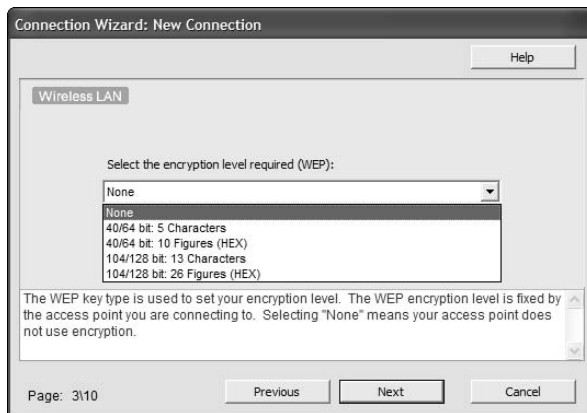 Connection Wizard: New Connection
Help
Wireless LAN
Select the encryption level required (WEP):
None
None
40/64 bit: 5 Characters
40/64 bit: 10 Figures (HEX)
104/128 bit: 13 Characters
104/128 bit: 26 Figures (HEX)
The WEP key type is used to set your encryption level. The WEP encryption level is fixed by
the access point you are connecting to. Selecting "None" means your access point does
not use encryption.
Page: 3\10
Previous
Next
Cancel